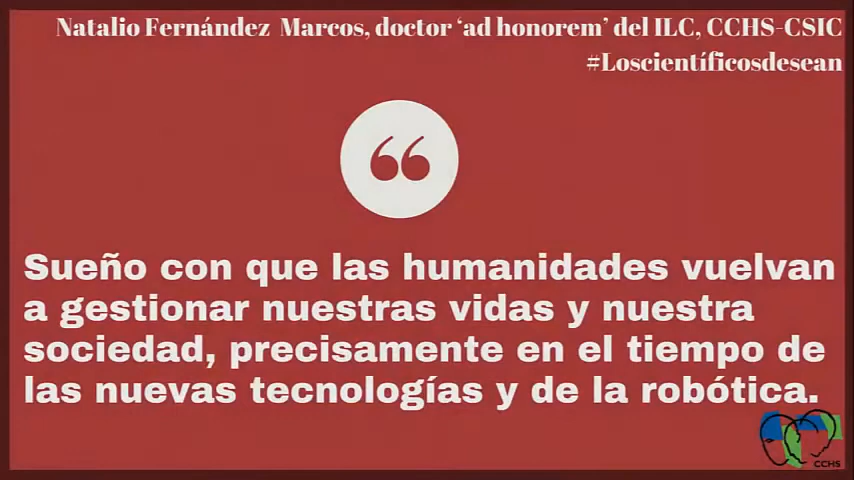 Natalio Fernández Marcos, doctor ‘ad honorem’ del ILC, CCHS-CSIC
#Loscientíficosdesean
“
Sueño con que las humanidades vuelvan
a gestionar nuestras vidas y nuestra
sociedad, precisamente en el tiempo de
las nuevas tecnologías y de la robótica.
CCHS